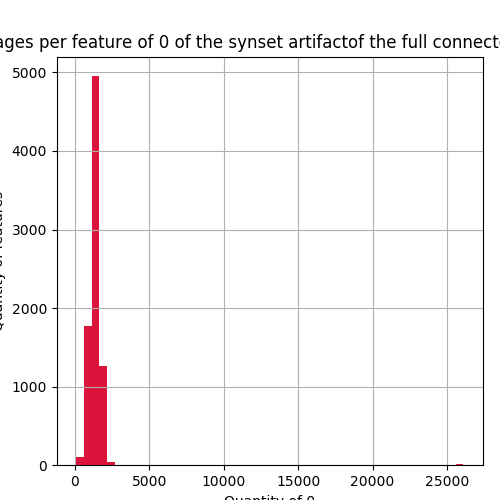 ages per feature of 0 of the synset artifactof the full connect
5000
4000
3000
2000
1000
0
Quantity of features
0 5000 10000 15000 20000 25000
Quantity of 0